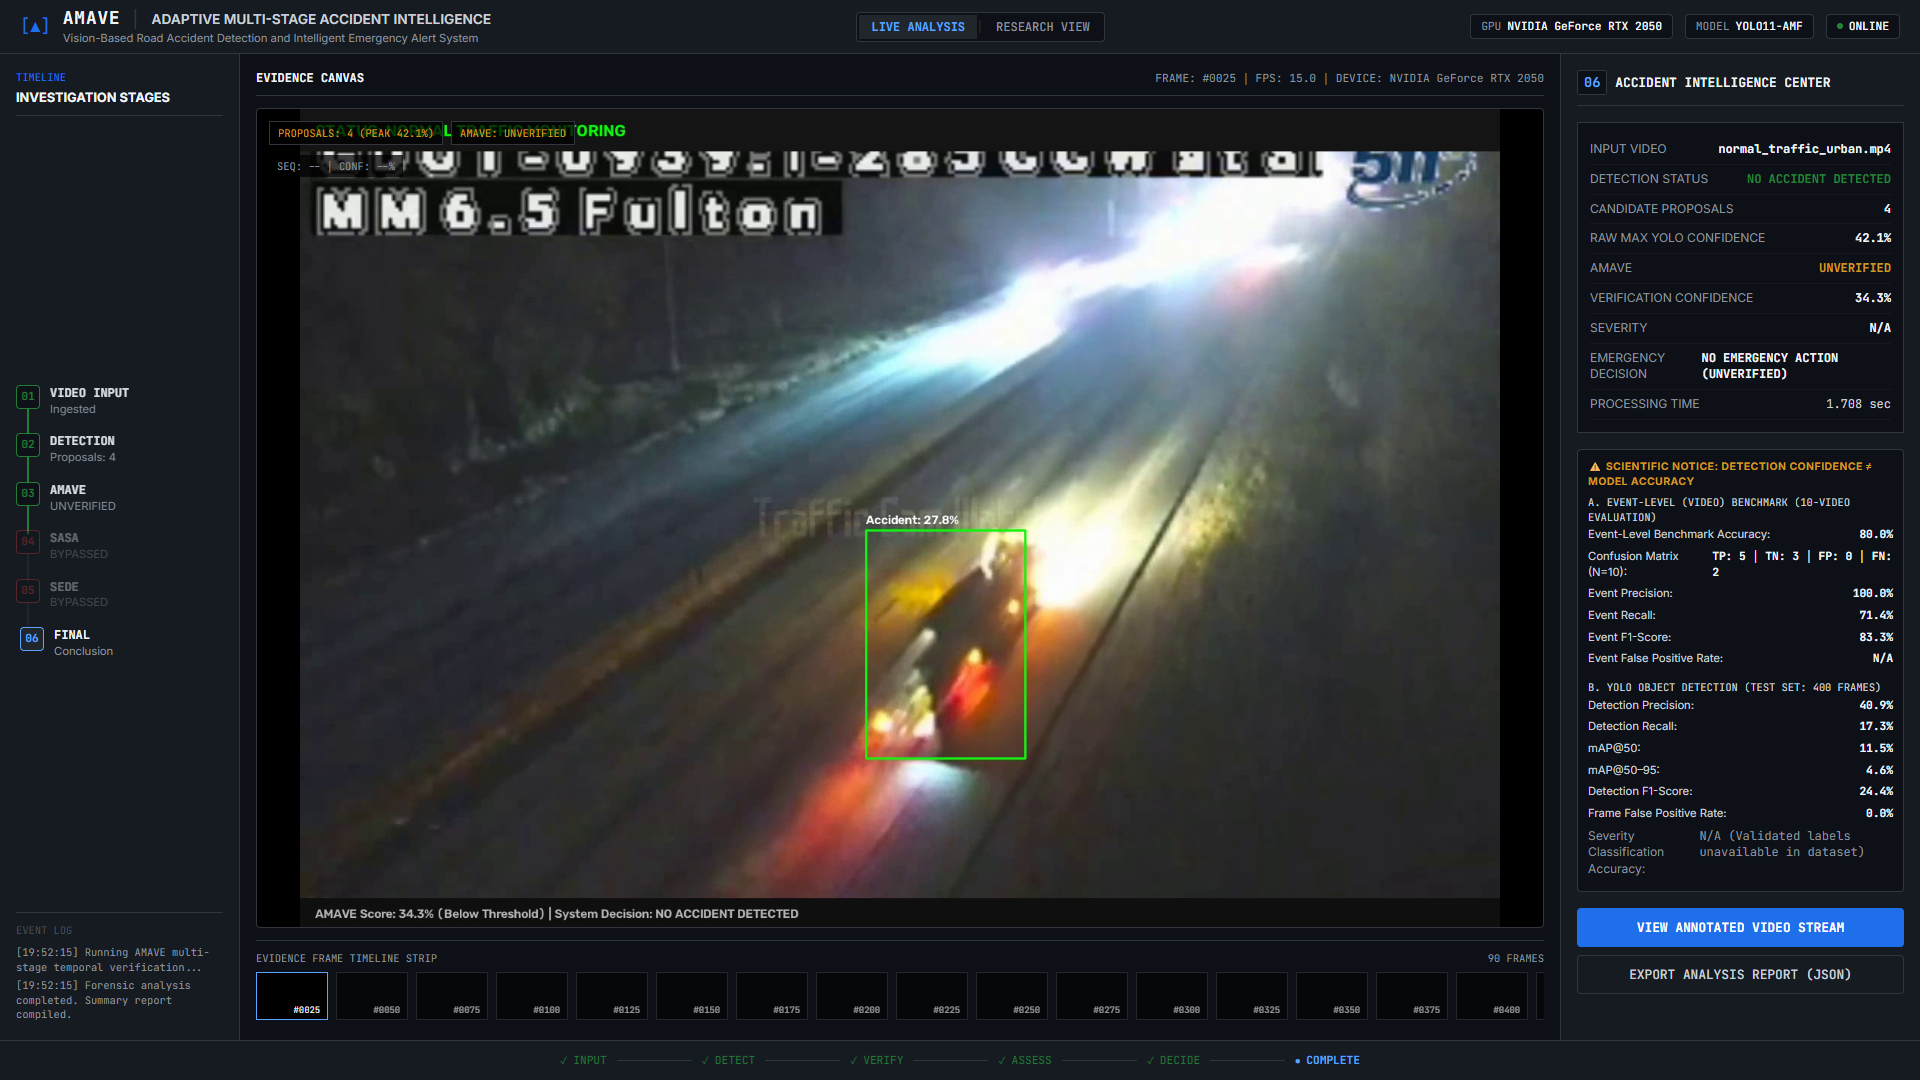 [▲] AMAVE | ADAPTIVE MULTI-STAGE ACCIDENT INTELLIGENCE
Vision-Based Road Accident Detection and Intelligent Emergency Alert System
LIVE ANALYSIS
RESEARCH VIEW
GPU NVIDIA GeForce RTX 2050
MODEL YOLO11-AMF
● ONLINE
TIMELINE
INVESTIGATION STAGES
01 VIDEO INPUT
Ingested
02 DETECTION
Proposals: 4
03 AMAVE
UNVERIFIED
04 SASA
BYPASSED
05 SEDE
BYPASSED
06 FINAL
Conclusion
EVENT LOG
[19:52:15] Running AMAVE multi-
stage temporal verification...
[19:52:15] Forensic analysis
completed. Summary report
compiled.
EVIDENCE CANVAS
FRAME: #0025 | FPS: 15.0 | DEVICE: NVIDIA GeForce RTX 2050
PROPOSALS: 4 (PEAK 42.1%)
AMAVE: UNVERIFIED
SEQ: -- | CONF: --%
MM 6.5 Fulton
511
Accident: 27.8%
AMAVE Score: 34.3% (Below Threshold) | System Decision: NO ACCIDENT DETECTED
EVIDENCE FRAME TIMELINE STRIP
90 FRAMES
#0025 #0050 #0075 #0100 #0125 #0150 #0175 #0200 #0225 #0250 #0275 #0300 #0325 #0350 #0375 #0400
06 ACCIDENT INTELLIGENCE CENTER
INPUT VIDEO normal_traffic_urban.mp4
DETECTION STATUS NO ACCIDENT DETECTED
CANDIDATE PROPOSALS 4
RAW MAX YOLO CONFIDENCE 42.1%
AMAVE UNVERIFIED
VERIFICATION CONFIDENCE 34.3%
SEVERITY N/A
EMERGENCY DECISION NO EMERGENCY ACTION (UNVERIFIED)
PROCESSING TIME 1.708 sec
⚠ SCIENTIFIC NOTICE: DETECTION CONFIDENCE ≠
MODEL ACCURACY
A. EVENT-LEVEL (VIDEO) BENCHMARK (10-VIDEO
EVALUATION)
Event-Level Benchmark Accuracy: 80.0%
Confusion Matrix (N=10): TP: 5 | TN: 3 | FP: 0 | FN: 2
Event Precision: 100.0%
Event Recall: 71.4%
Event F1-Score: 83.3%
Event False Positive Rate: N/A
B. YOLO OBJECT DETECTION (TEST SET: 400 FRAMES)
Detection Precision: 40.9%
Detection Recall: 17.3%
mAP@50: 11.5%
mAP@50-95: 4.6%
Detection F1-Score: 24.4%
Frame False Positive Rate: 0.0%
Severity Classification Accuracy: N/A (Validated labels unavailable in dataset)
VIEW ANNOTATED VIDEO STREAM
EXPORT ANALYSIS REPORT (JSON)
✓ INPUT
✓ DETECT
✓ VERIFY
✓ ASSESS
✓ DECIDE
● COMPLETE